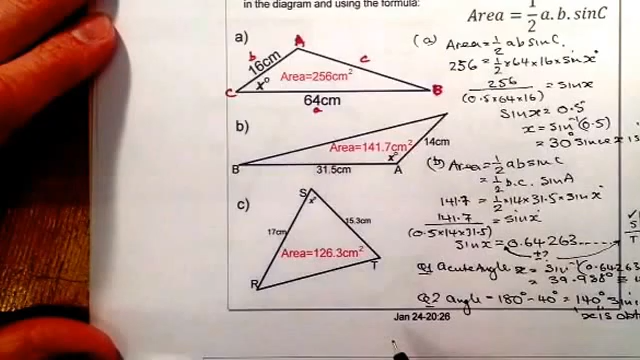 in the diagram and using the formula:
Area = 1/2 a.b.sinC
a)
A
b
16cm
c
x°
Area=256cm²
C
B
64cm
a
b)
Area=141.7cm²
14cm
x°
B
31.5cm
A
c)
S
x°
17cm
15.3cm
Area=126.3cm²
T
R
Jan 24-20:26
(a) Area = 1/2 ab sinC.
256 = 1/2 × 64 × 16 × sin x°
256/(0.5×64×16) = sin x
sin x = 0.5
x = sin⁻¹(0.5)
= 30° since x is
(b) Area = 1/2 ab sinC
= 1/2 b.c. sinA
141.7 = 1/2 × 14 × 31.5 × sin x°
141.7/(0.5×14×31.5) = sin x°
sin x = 0.64263.....
±?
Q1 Acute Angle x = sin⁻¹(0.64263
= 39.988°
Q2 angle = 180° - 40° = 140° sin
x is obt